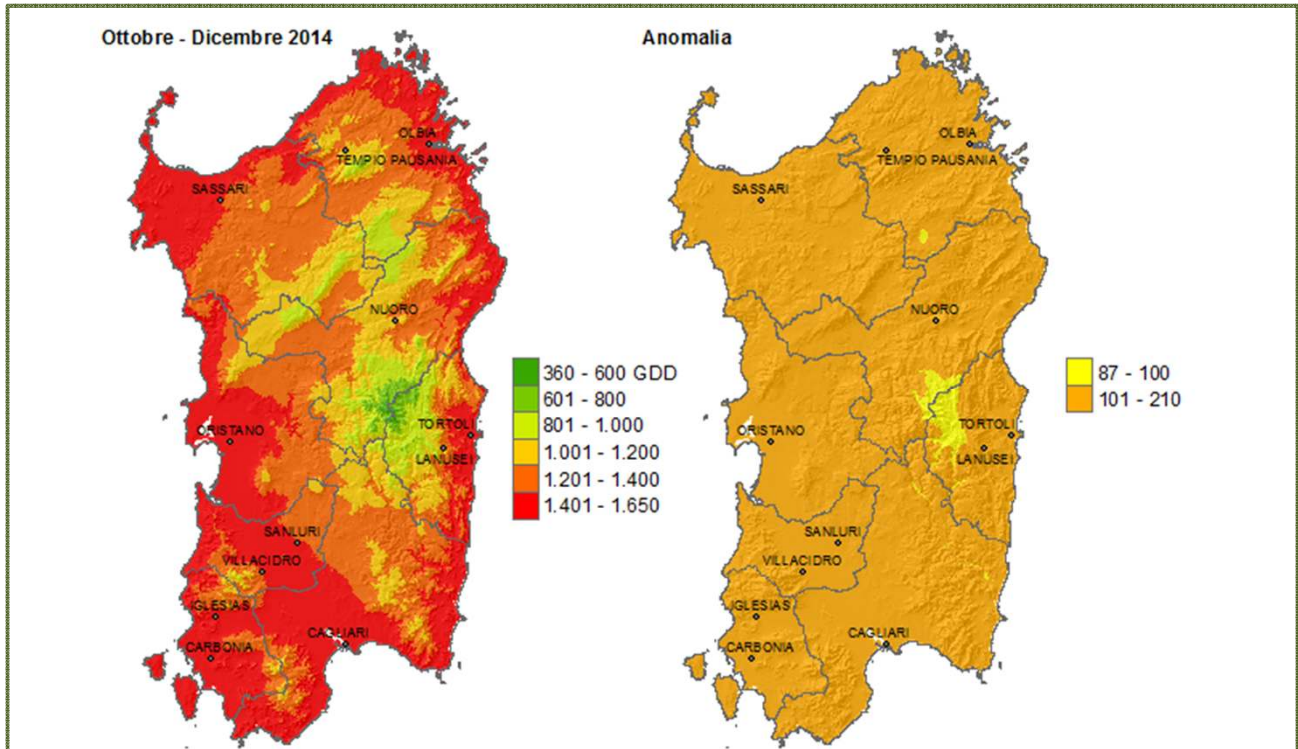 Ottobre - Dicembre 2014
OLBIA
TEMPIO PAUSANIA
SASSARI
NUORO
ORISTANO
TORTOLI
LANUSEI
SANLURI
VILLACIDRO
IGLESIAS
CAGLIARI
CARBONIA
360 - 600 GDD
601 - 800
801 - 1.000
1.001 - 1.200
1.201 - 1.400
1.401 - 1.650
Anomalia
OLBIA
TEMPIO PAUSANIA
SASSARI
NUORO
ORISTANO
TORTOLI
LANUSEI
SANLURI
VILLACIDRO
IGLESIAS
CAGLIARI
CARBONIA
87 - 100
101 - 210